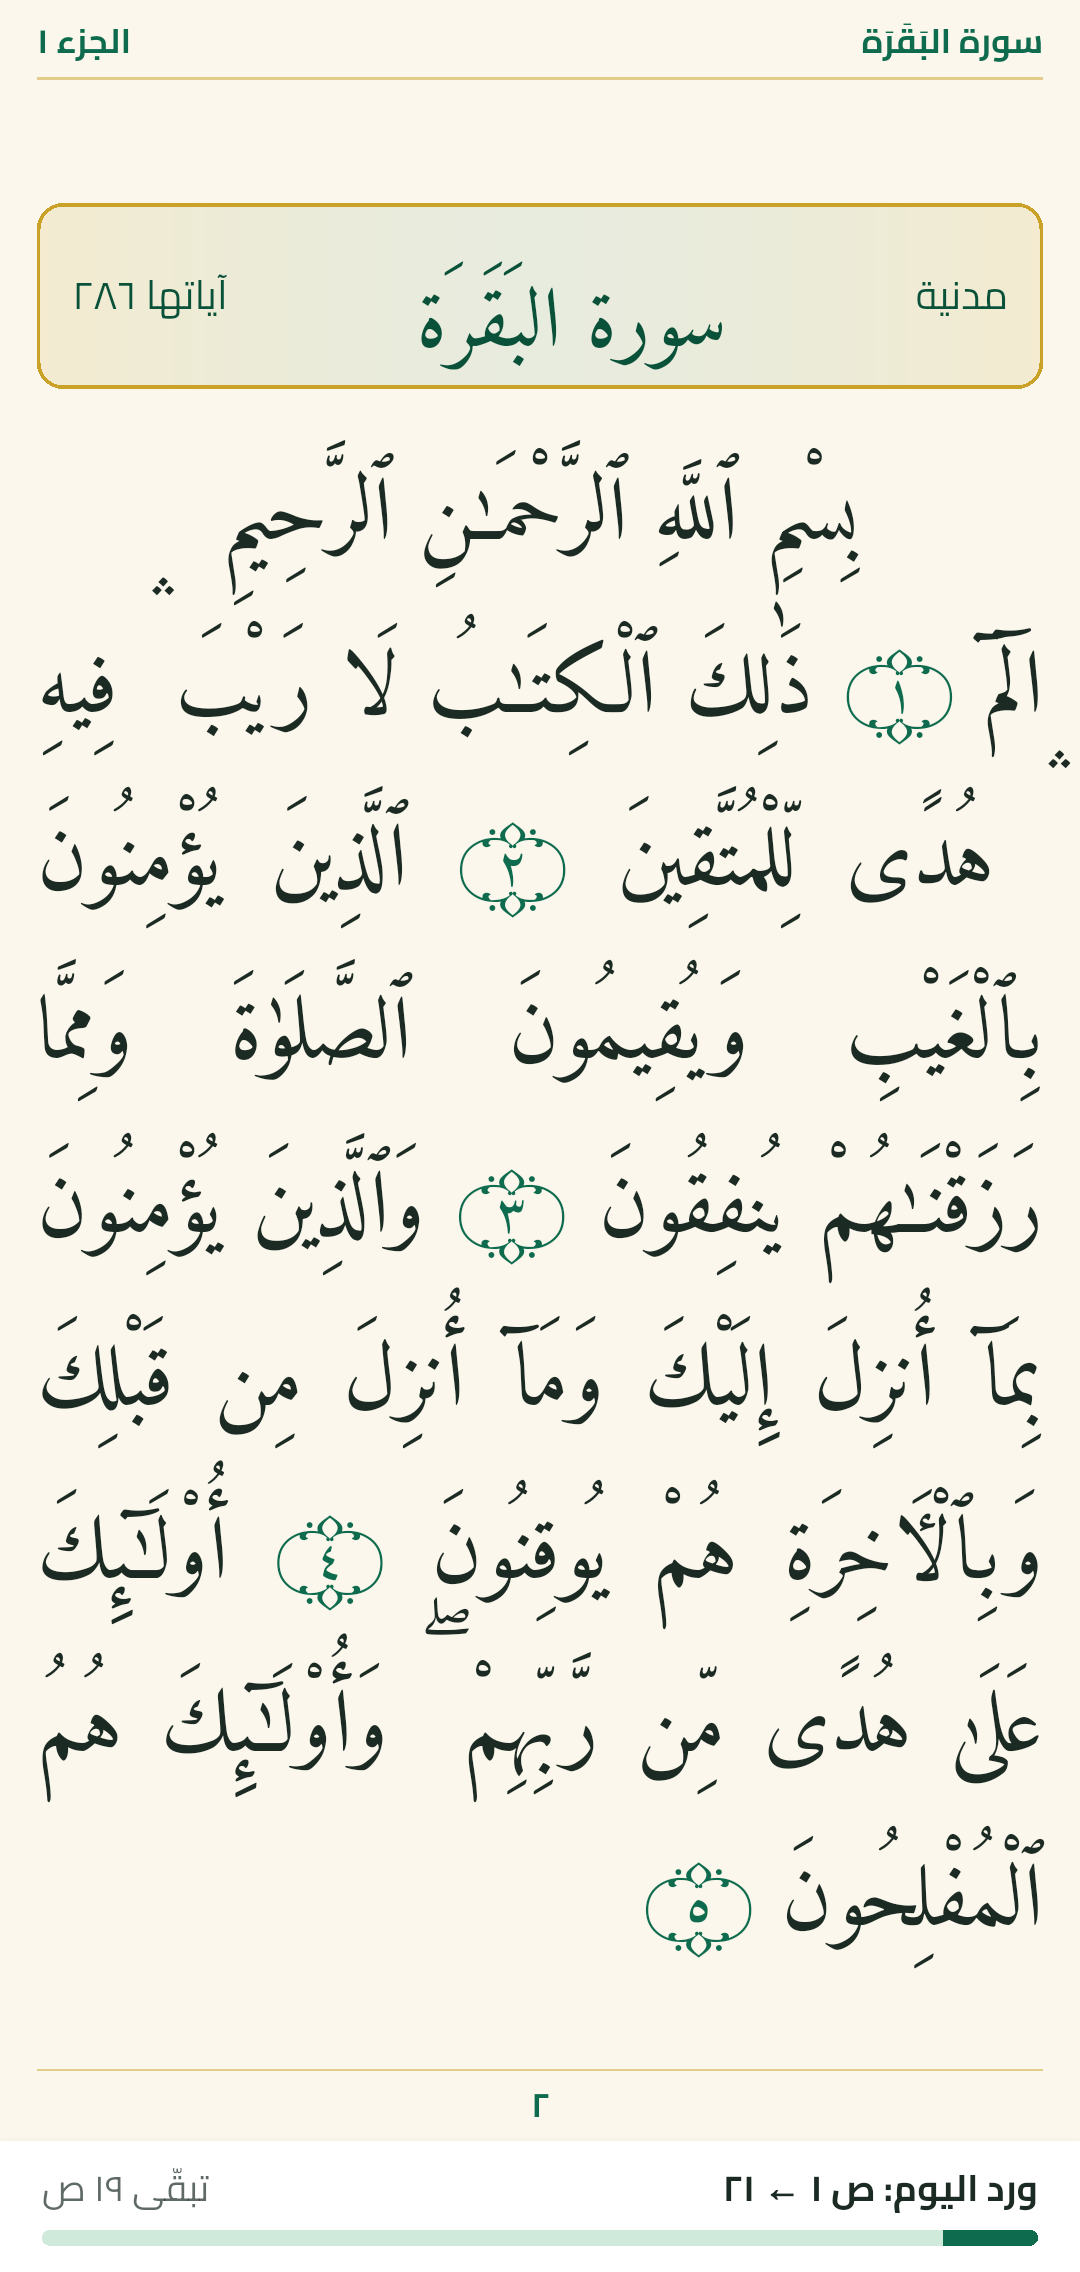 سورة البَقَرَة
الجزء ١
مدنية
سورة البَقَرَة
آياتها ٢٨٦
بِسْمِ ٱللَّهِ ٱلرَّحْمَـٰنِ ٱلرَّحِيمِ
الٓمٓ ١ ذَٰلِكَ ٱلْكِتَـٰبُ لَا رَيْبَ ۛ فِيهِ ۛ
هُدًى لِّلْمُتَّقِينَ ٢ ٱلَّذِينَ يُؤْمِنُونَ
بِٱلْغَيْبِ وَيُقِيمُونَ ٱلصَّلَوٰةَ وَمِمَّا
رَزَقْنَـٰهُمْ يُنفِقُونَ ٣ وَٱلَّذِينَ يُؤْمِنُونَ
بِمَآ أُنزِلَ إِلَيْكَ وَمَآ أُنزِلَ مِن قَبْلِكَ
وَبِٱلْـَٔاخِرَةِ هُمْ يُوقِنُونَ ٤ أُو۟لَـٰٓئِكَ
عَلَىٰ هُدًى مِّن رَّبِّهِمْ ۖ وَأُو۟لَـٰٓئِكَ هُمُ
ٱلْمُفْلِحُونَ ٥
٢
ورد اليوم: ص ١ ← ٢١
تبقّى ١٩ ص